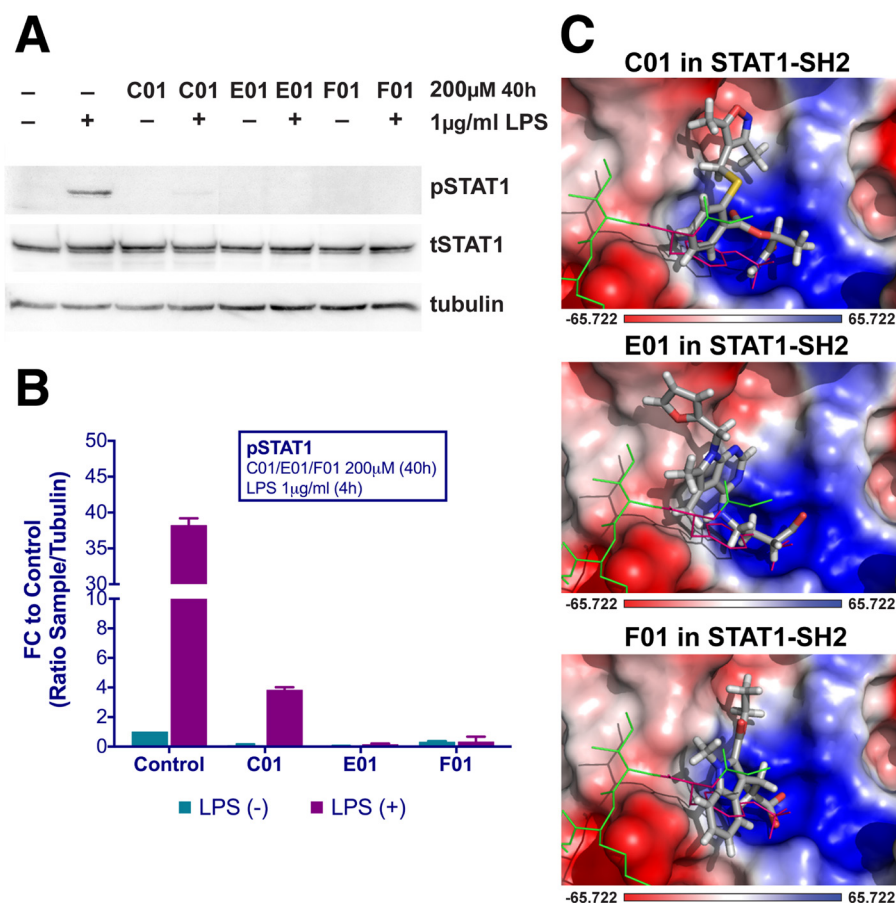 A
– – C01 C01 E01 E01 F01 F01 200µM 40h
– + – + – + – + 1µg/ml LPS
pSTAT1
tSTAT1
tubulin
B
FC to Control
(Ratio Sample/Tubulin)
50
45
40
35
30
10
8
6
4
2
0
pSTAT1
C01/E01/F01 200µM (40h)
LPS 1µg/ml (4h)
Control C01 E01 F01
LPS (-) LPS (+)
C
C01 in STAT1-SH2
-65.722 65.722
E01 in STAT1-SH2
-65.722 65.722
F01 in STAT1-SH2
-65.722 65.722